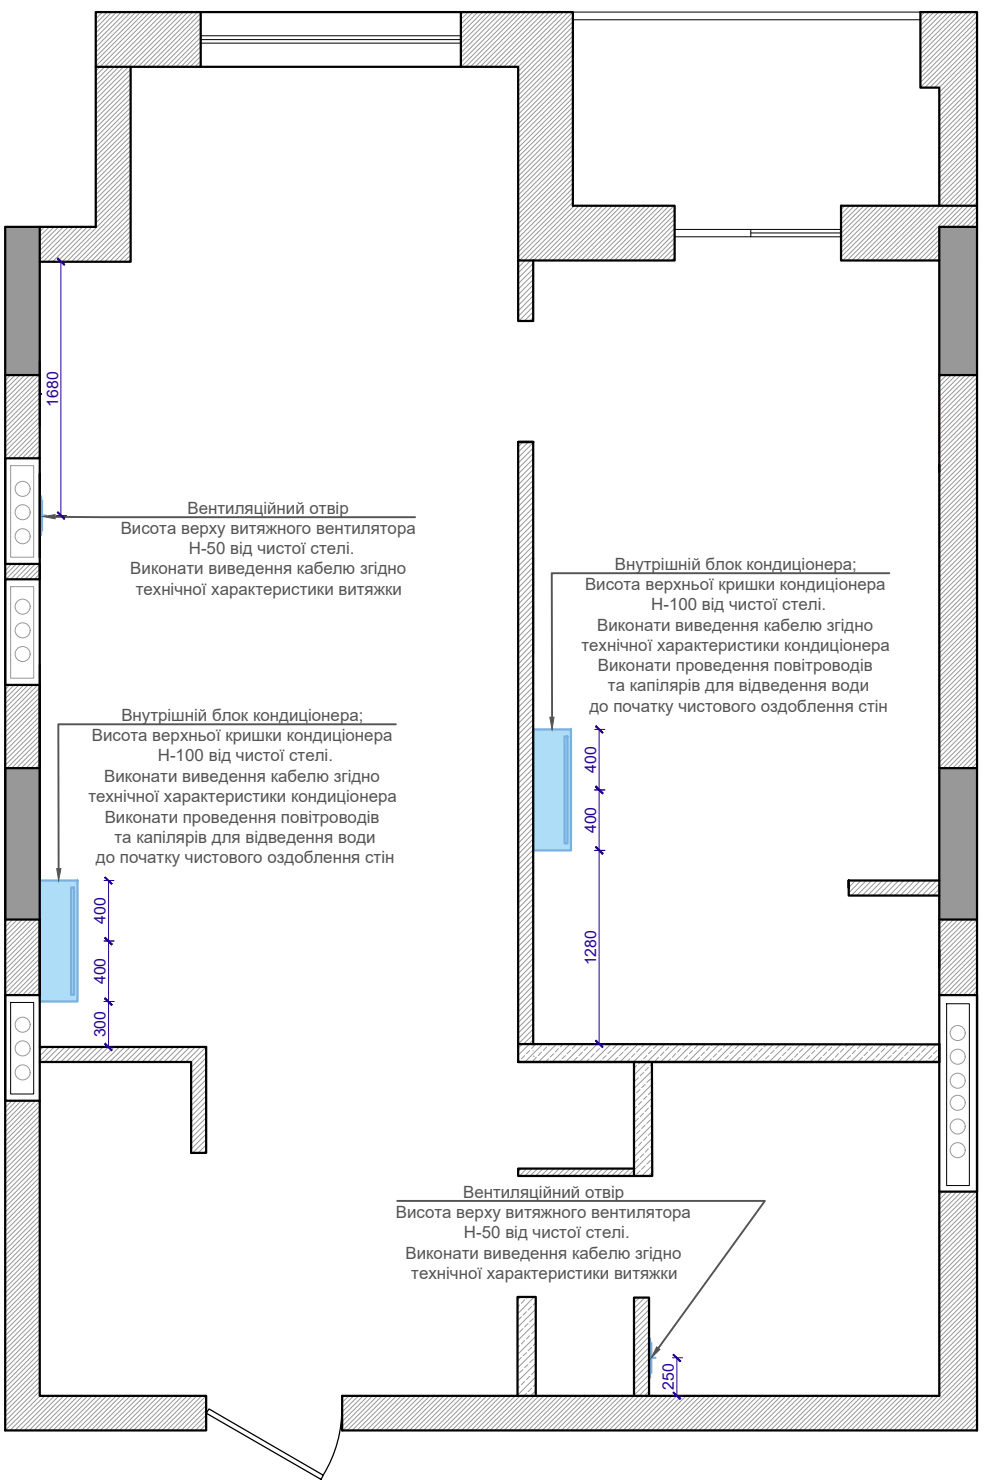 1680
Вентиляційний отвір
Висота верху витяжного вентилятора
Н-50 від чистої стелі.
Виконати виведення кабелю згідно
технічної характеристики витяжки
Внутрішній блок кондиціонера;
Висота верхньої кришки кондиціонера
Н-100 від чистої стелі.
Виконати виведення кабелю згідно
технічної характеристики кондиціонера
Виконати проведення повітроводів
та капілярів для відведення води
до початку чистового оздоблення стін
400
400
1280
Внутрішній блок кондиціонера;
Висота верхньої кришки кондиціонера
Н-100 від чистої стелі.
Виконати виведення кабелю згідно
технічної характеристики кондиціонера
Виконати проведення повітроводів
та капілярів для відведення води
до початку чистового оздоблення стін
400
400
300
Вентиляційний отвір
Висота верху витяжного вентилятора
Н-50 від чистої стелі.
Виконати виведення кабелю згідно
технічної характеристики витяжки
250